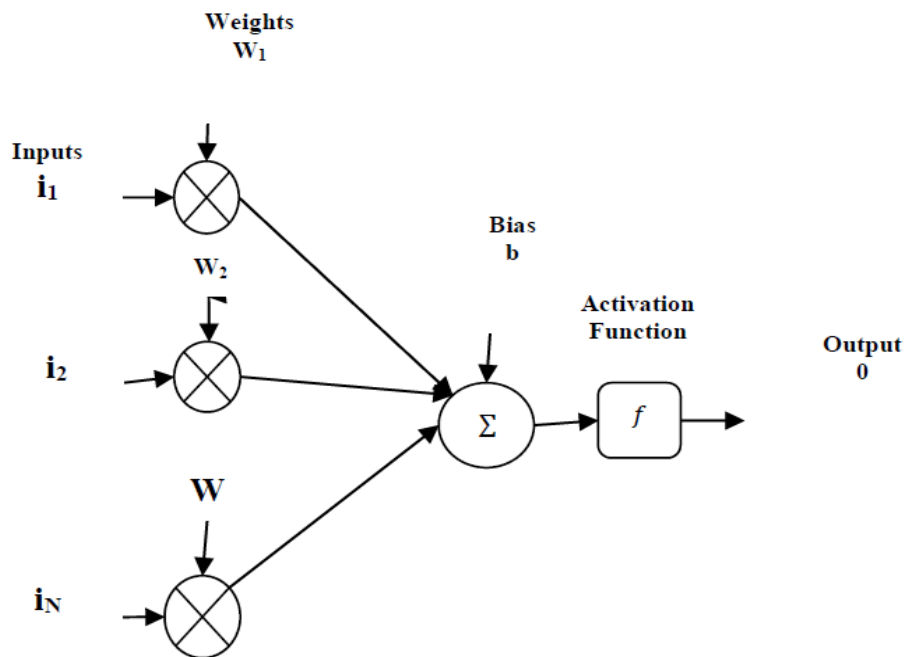 Weights
W₁
Inputs
i₁
W₂
Bias
b
Activation
Function
i₂
Output
0
Σ
f
W
iN